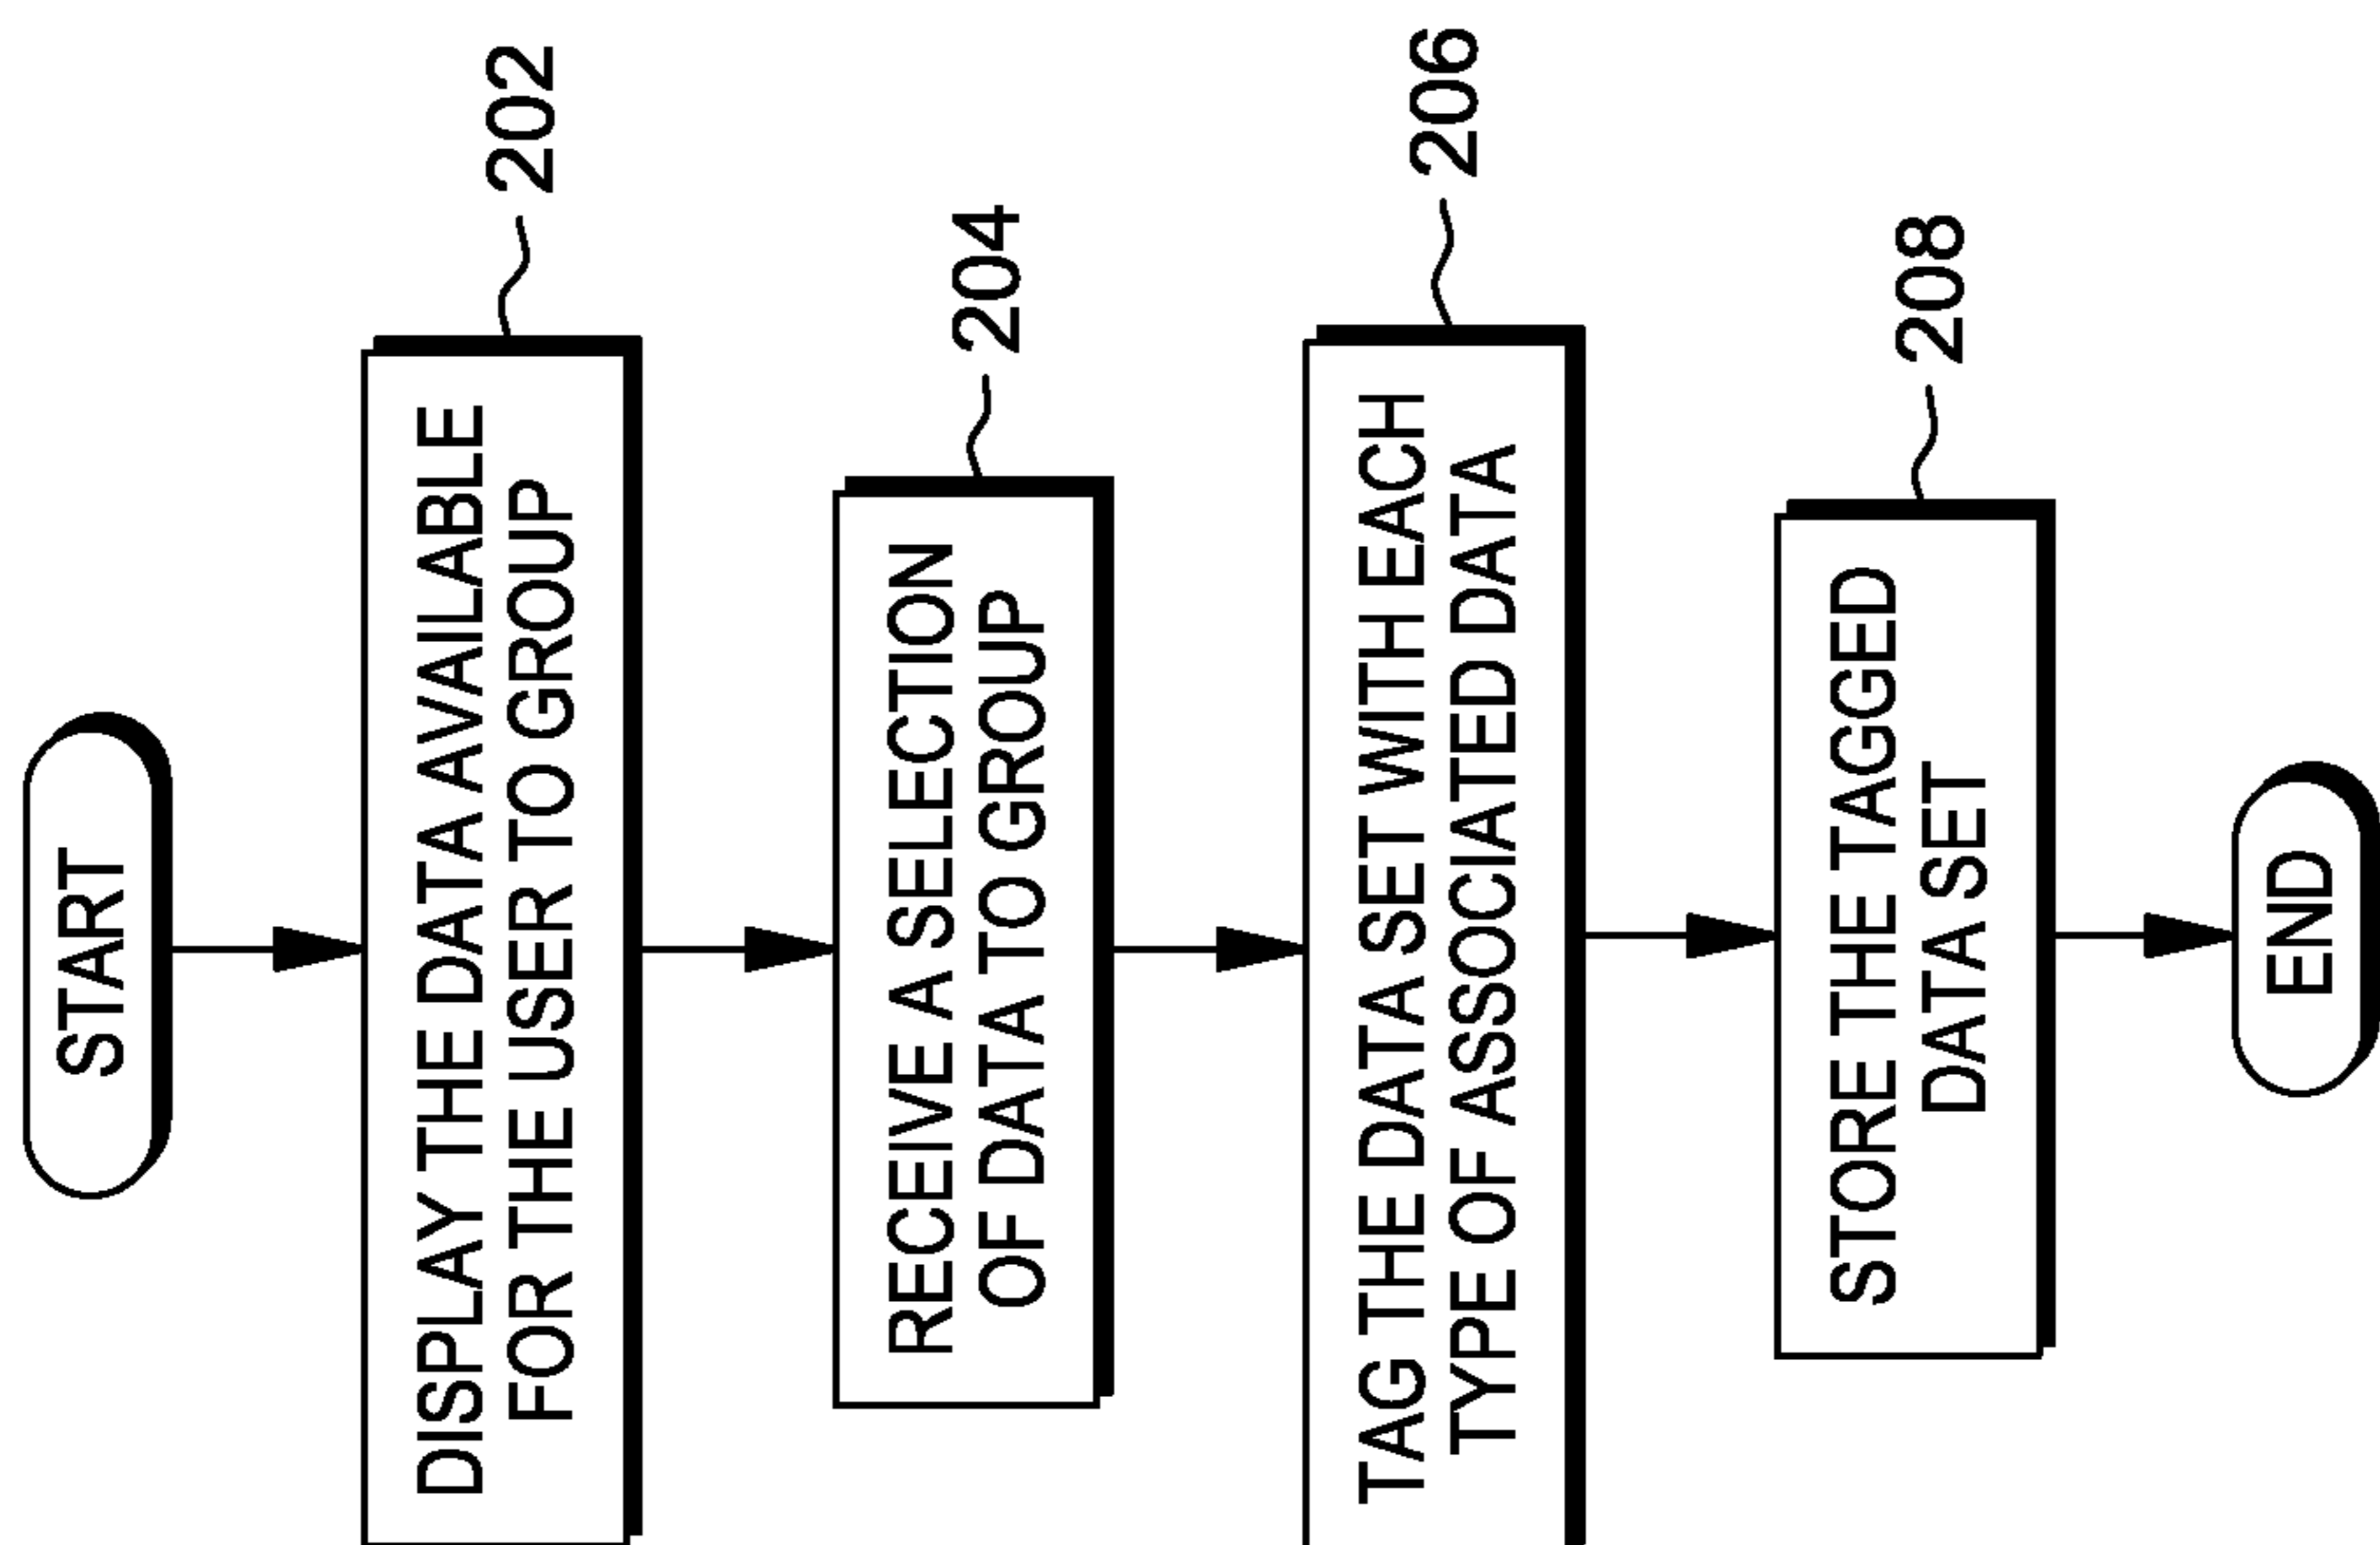 START
DISPLAY THE DATA AVAILABLE
FOR THE USER TO GROUP
202
RECEIVE A SELECTION
OF DATA TO GROUP
204
TAG THE DATA SET WITH EACH
TYPE OF ASSOCIATED DATA
206
STORE THE TAGGED
DATA SET
208
END